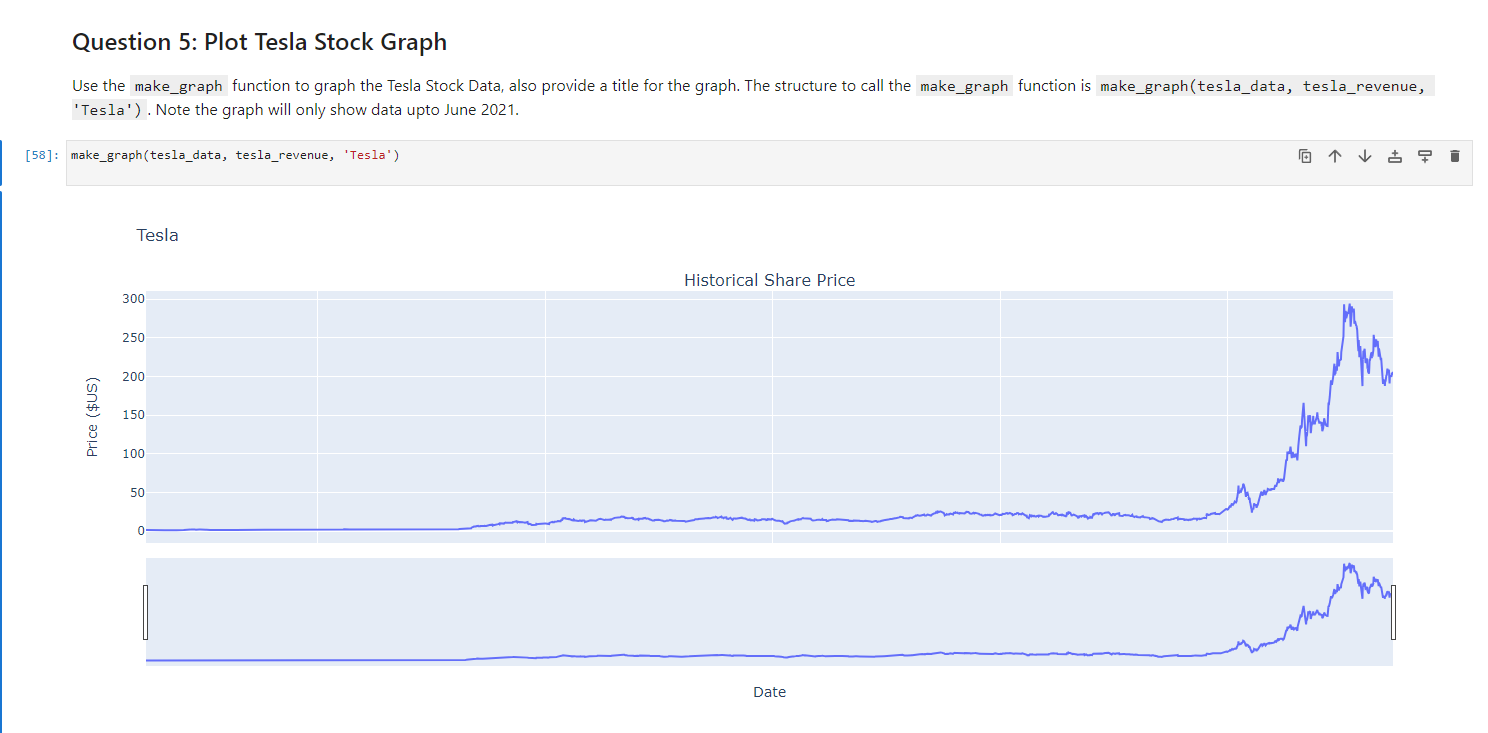 Question 5: Plot Tesla Stock Graph
Use the make_graph function to graph the Tesla Stock Data, also provide a title for the graph. The structure to call the make_graph function is make_graph(tesla_data, tesla_revenue,
'Tesla') . Note the graph will only show data upto June 2021.
[58]: make_graph(tesla_data, tesla_revenue, 'Tesla')
Tesla
Historical Share Price
Price ($US)
300
250
200
150
100
50
0
Date